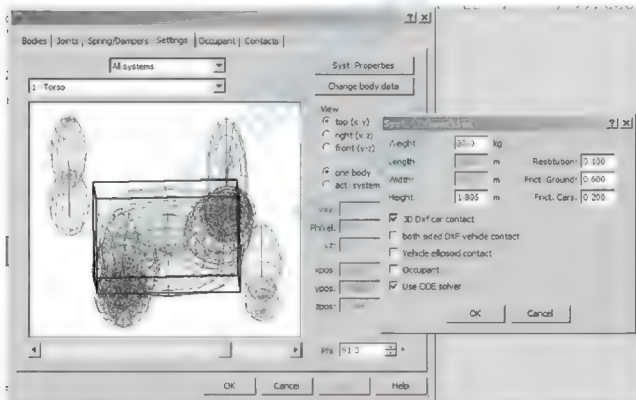 Bodies | Joints | Spring/Dampers | Settings | Occupant | Contacts |
All systems
Syst Properties
1 Torso
Change body data
View
top (x y)
right (x z)
front (y-z)
one body
act. system
xpos
ypos.
zpos
Phi 91.0 °
OK Cancel Help
Weight kg
Length m Restitution: 0.100
Width: m Frict. Ground: 0.600
Height 1.805 m Frict. Cars. 0.200
3D Dxf car contact
both sided DXF vehicle contact
Vehicle ellipsoid contact
Occupant
Use ODE solver
OK Cancel